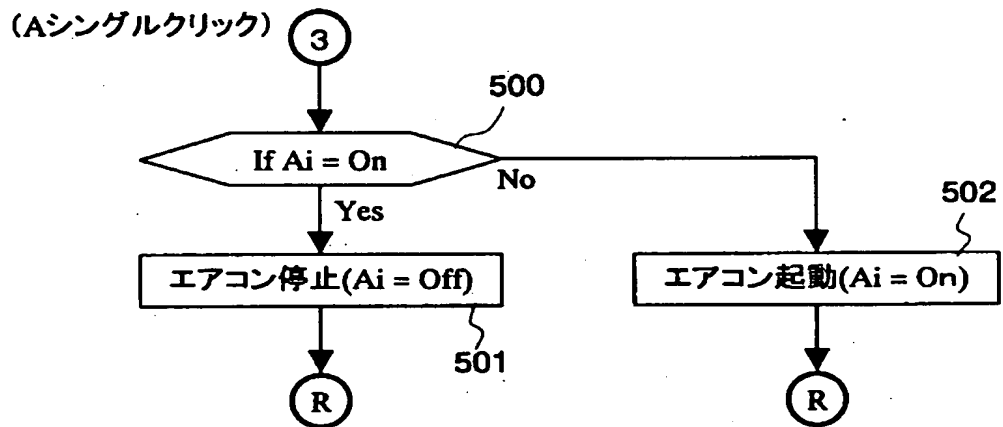 (Aシングルクリック)
3
500
If Ai = On
No
Yes
502
エアコン停止(Ai = Off)
エアコン起動(Ai = On)
501
R
R